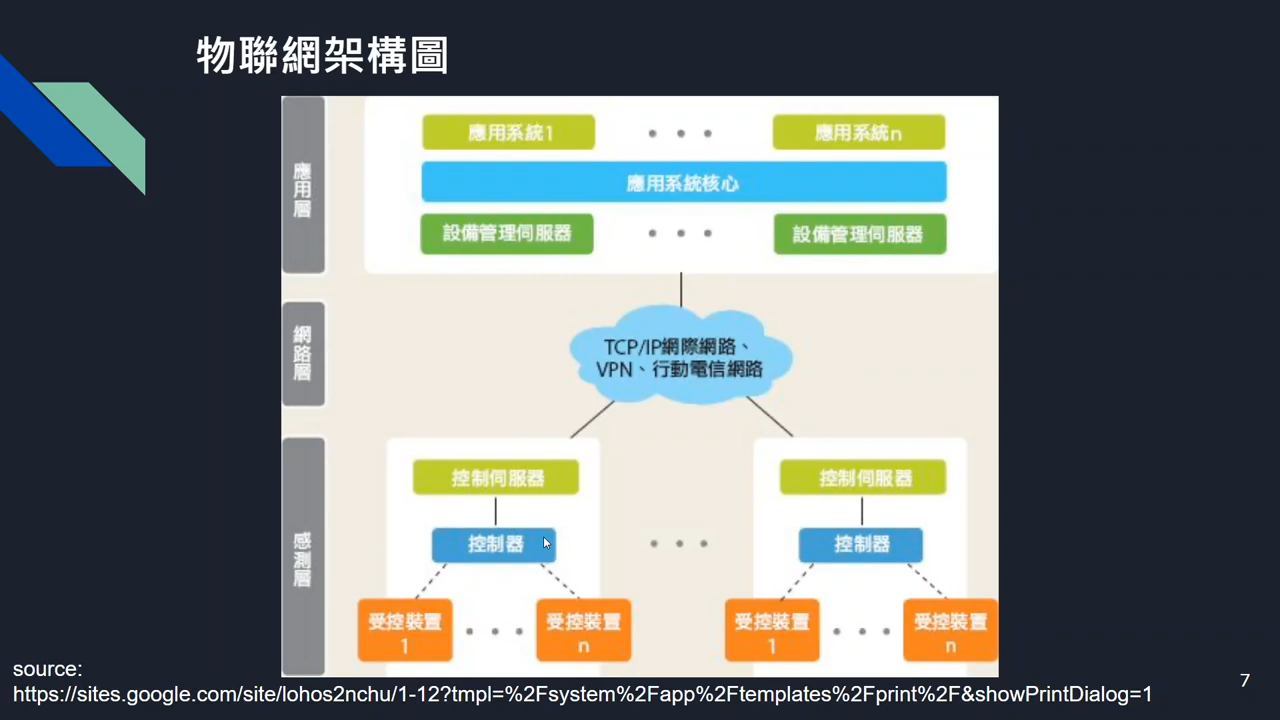 物聯網架構圖
應用層
應用系統1
應用系統n
應用系統核心
設備管理伺服器
設備管理伺服器
網路層
TCP/IP網際網路、
VPN、行動電信網路
感測層
控制伺服器
控制伺服器
控制器
控制器
受控裝置
1
受控裝置
n
受控裝置
1
受控裝置
n
source:
https://sites.google.com/site/lohos2nchu/1-12?tmpl=%2Fsystem%2Fapp%2Ftemplates%2Fprint%2F&showPrintDialog=1
7